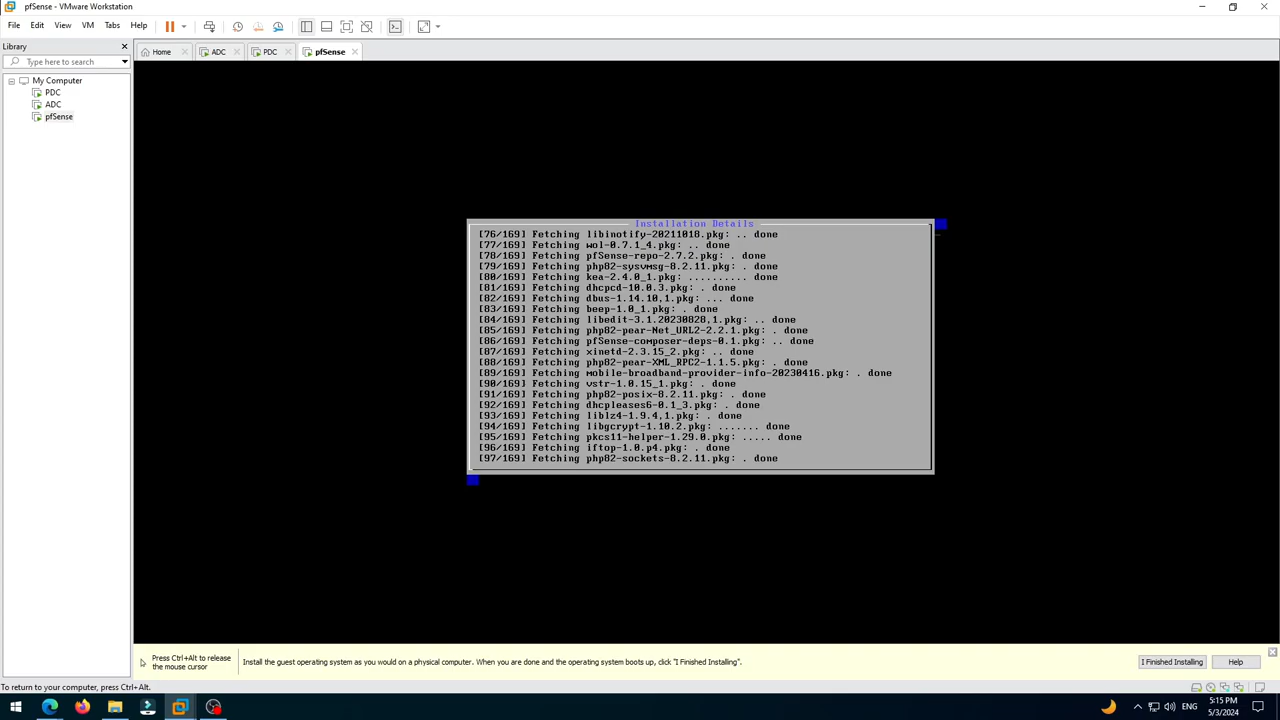 pfSense - VMware Workstation
File Edit View VM Tabs Help
Library
Type here to search
My Computer
PDC
ADC
pfSense
Home ADC PDC pfSense
Installation Details
[76/169] Fetching libinotify-20211018.pkg: .. done
[77/169] Fetching wol-0.7.1_4.pkg: .. done
[78/169] Fetching pfSense-repo-2.7.2.pkg: . done
[79/169] Fetching php82-sysvmsg-8.2.11.pkg: . done
[80/169] Fetching kea-2.4.0_1.pkg: .......... done
[81/169] Fetching dhcpcd-10.0.3.pkg: . done
[82/169] Fetching dbus-1.14.10,1.pkg: ... done
[83/169] Fetching beep-1.0_1.pkg: . done
[84/169] Fetching libedit-3.1.20230828,1.pkg: .. done
[85/169] Fetching php82-pear-Net_URL2-2.2.1.pkg: . done
[86/169] Fetching pfSense-composer-deps-0.1.pkg: .. done
[87/169] Fetching xinetd-2.3.15_2.pkg: .. done
[88/169] Fetching php82-pear-XML_RPC2-1.1.5.pkg: . done
[89/169] Fetching mobile-broadband-provider-info-20230416.pkg: . done
[90/169] Fetching vstr-1.0.15_1.pkg: . done
[91/169] Fetching php82-posix-8.2.11.pkg: . done
[92/169] Fetching dhcpleases6-0.1_3.pkg: . done
[93/169] Fetching liblz4-1.9.4,1.pkg: . done
[94/169] Fetching libgcrypt-1.10.2.pkg: ....... done
[95/169] Fetching pkcs11-helper-1.29.0.pkg: ..... done
[96/169] Fetching iftop-1.0.p4.pkg: . done
[97/169] Fetching php82-sockets-8.2.11.pkg: . done
Press Ctrl+Alt to release
the mouse cursor
Install the guest operating system as you would on a physical computer. When you are done and the operating system boots up, click "I Finished Installing".
I Finished Installing Help
To return to your computer, press Ctrl+Alt.
ENG
5:15 PM
5/3/2024